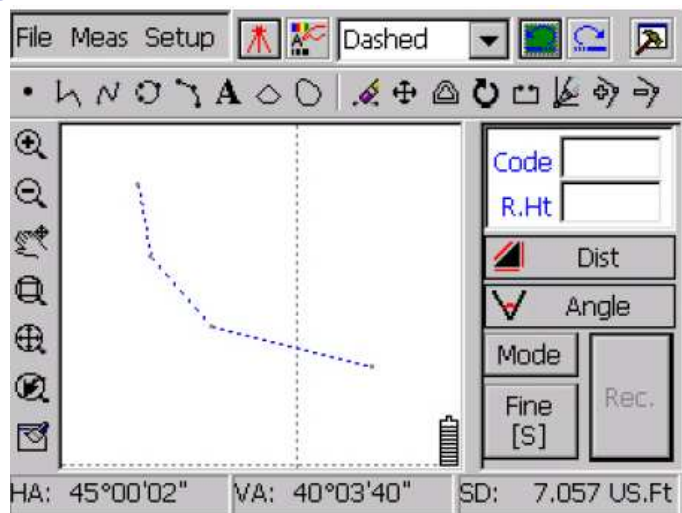 File Meas Setup Dashed
A
Code
R.Ht
Dist
Angle
Mode
Rec.
Fine
[S]
HA: 45°00'02" VA: 40°03'40" SD: 7.057 US.Ft